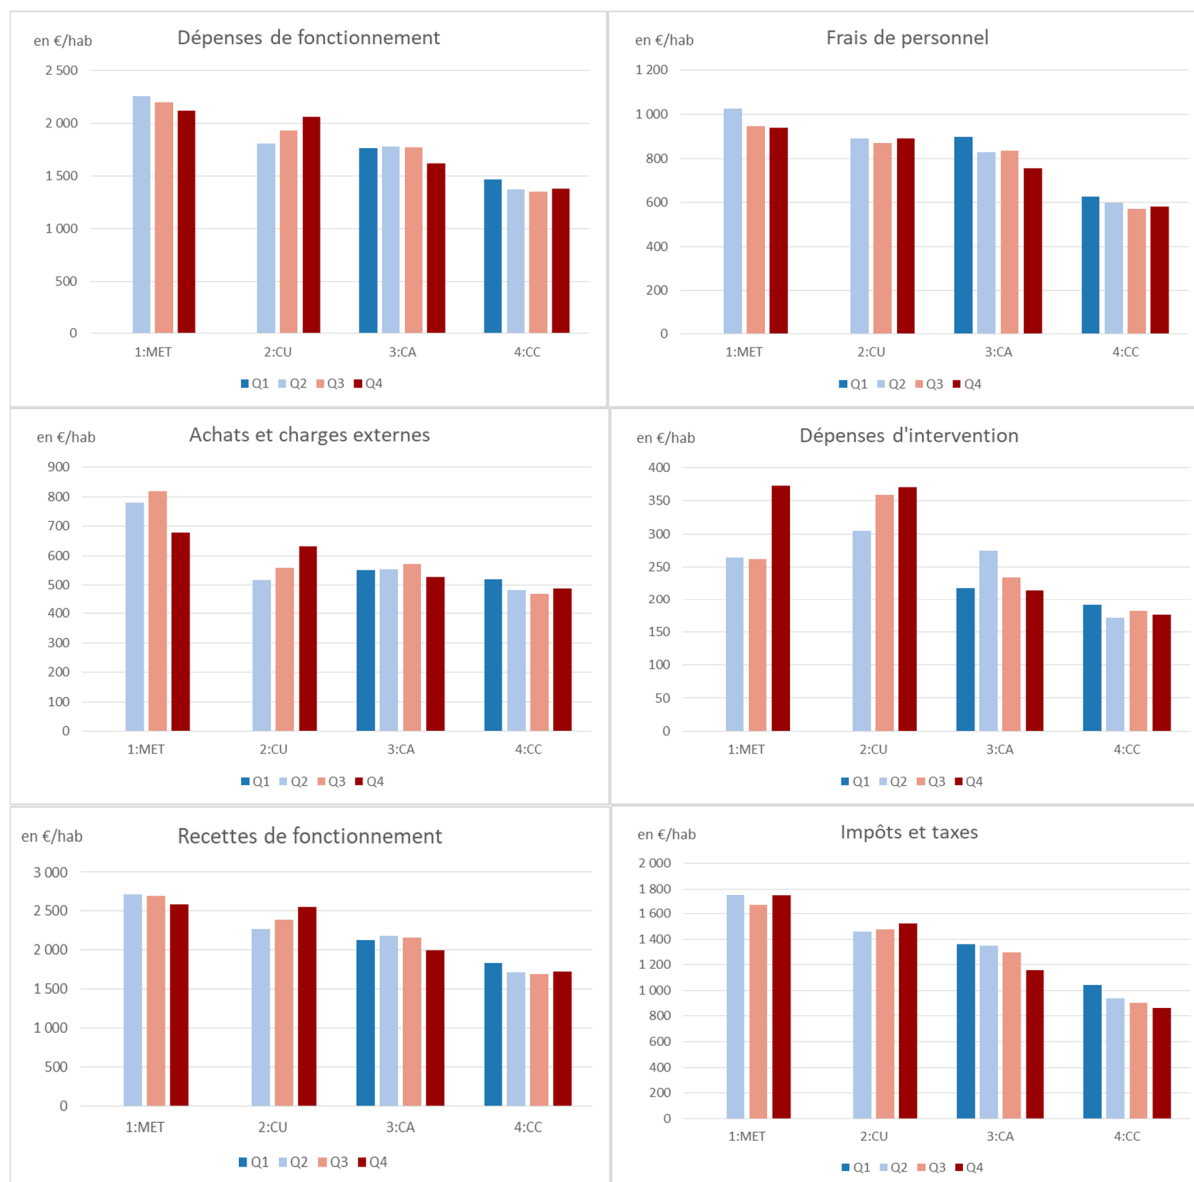 Dépenses de fonctionnement
en €/hab
2 500
2 000
1 500
1 000
500
0
1:MET 2:CU 3:CA 4:CC
Q1 Q2 Q3 Q4
Frais de personnel
en €/hab
1 200
1 000
800
600
400
200
0
1:MET 2:CU 3:CA 4:CC
Q1 Q2 Q3 Q4
Achats et charges externes
en €/hab
900
800
700
600
500
400
300
200
100
0
1:MET 2:CU 3:CA 4:CC
Q1 Q2 Q3 Q4
Dépenses d'intervention
en €/hab
400
350
300
250
200
150
100
50
0
1:MET 2:CU 3:CA 4:CC
Q1 Q2 Q3 Q4
Recettes de fonctionnement
en €/hab
3 000
2 500
2 000
1 500
1 000
500
0
1:MET 2:CU 3:CA 4:CC
Q1 Q2 Q3 Q4
Impôts et taxes
en €/hab
2 000
1 800
1 600
1 400
1 200
1 000
800
600
400
200
0
1:MET 2:CU 3:CA 4:CC
Q1 Q2 Q3 Q4